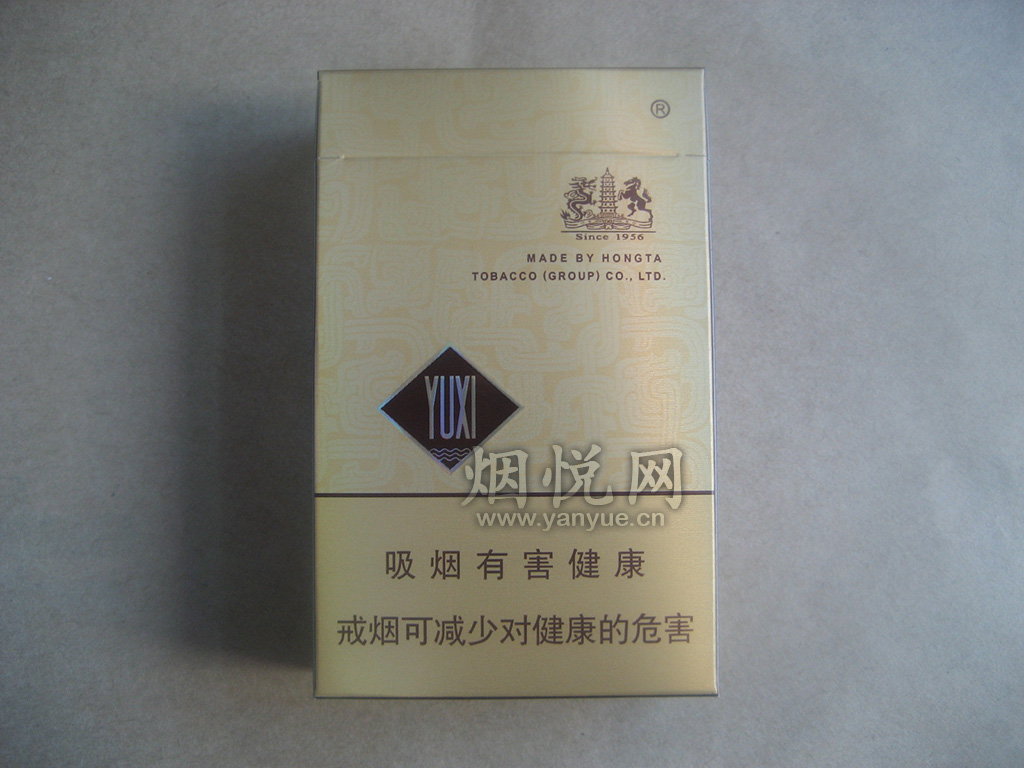 ®
Since 1956
MADE BY HONGTA
TOBACCO (GROUP) CO., LTD.
YUXI
烟悦网
www.yanyue.cn
吸烟有害健康
戒烟可减少对健康的危害